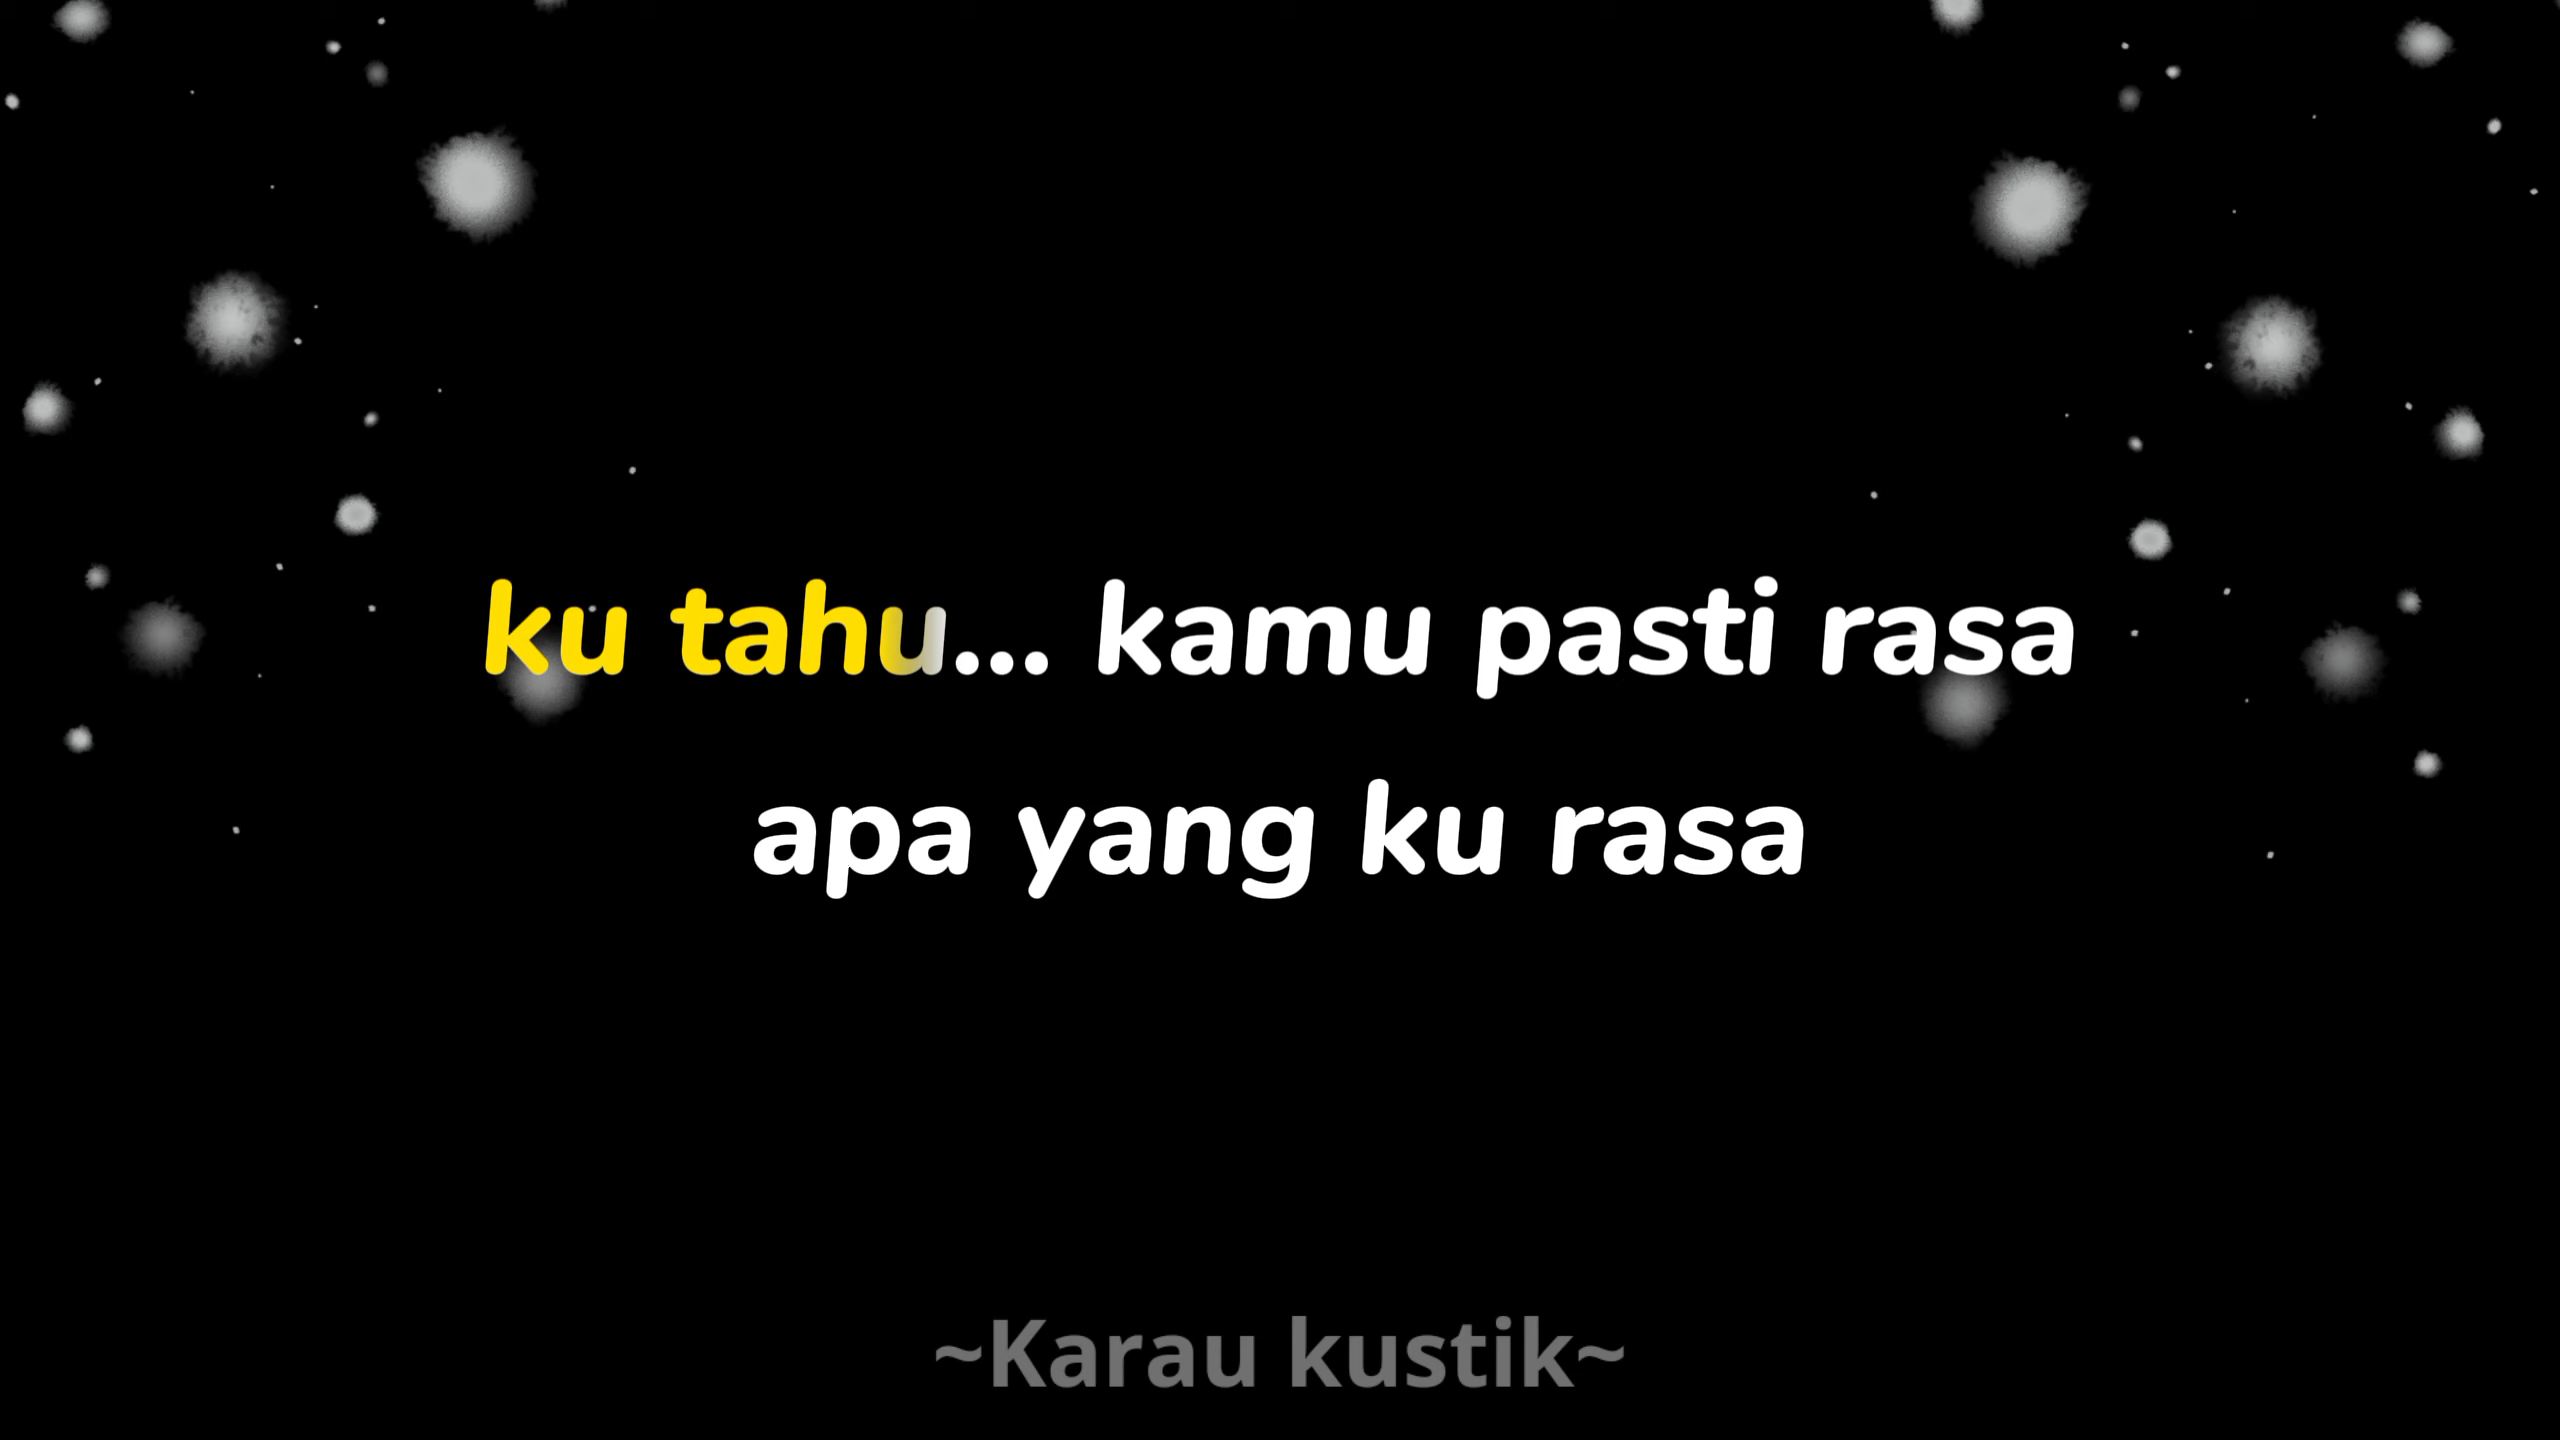 ku tahu... kamu pasti rasa
apa yang ku rasa
~Karau kustik~